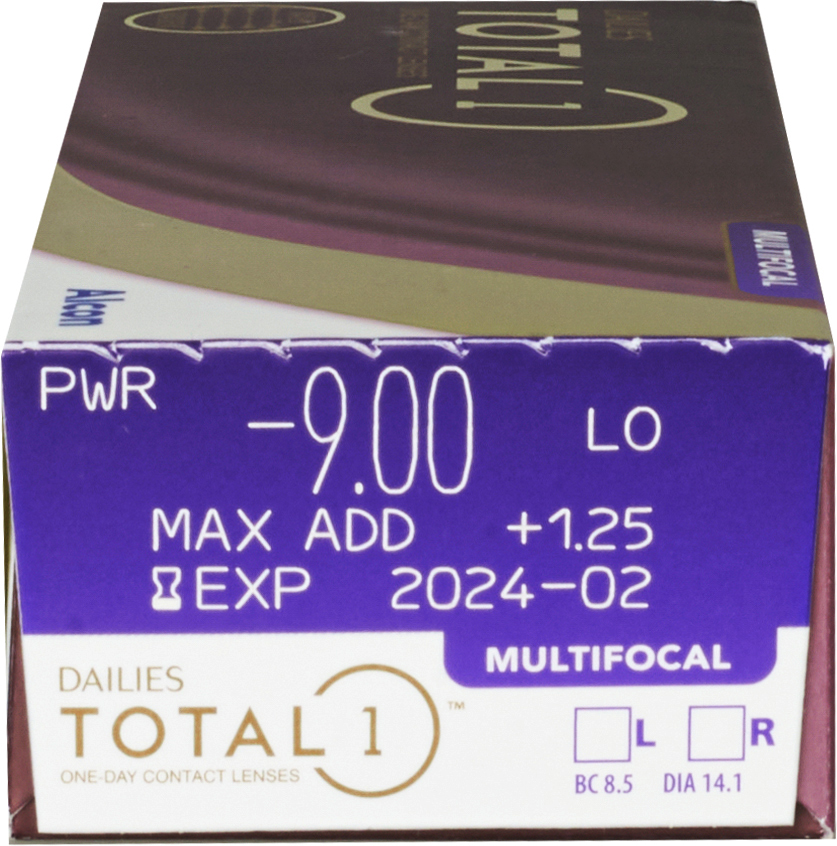 DAILIES
TOTAL 1
MULTIFOCAL
Alcon
PWR -9.00 LO
MAX ADD +1.25
EXP 2024-02
MULTIFOCAL
DAILIES
TOTAL 1™
ONE-DAY CONTACT LENSES
L R
BC 8.5 DIA 14.1